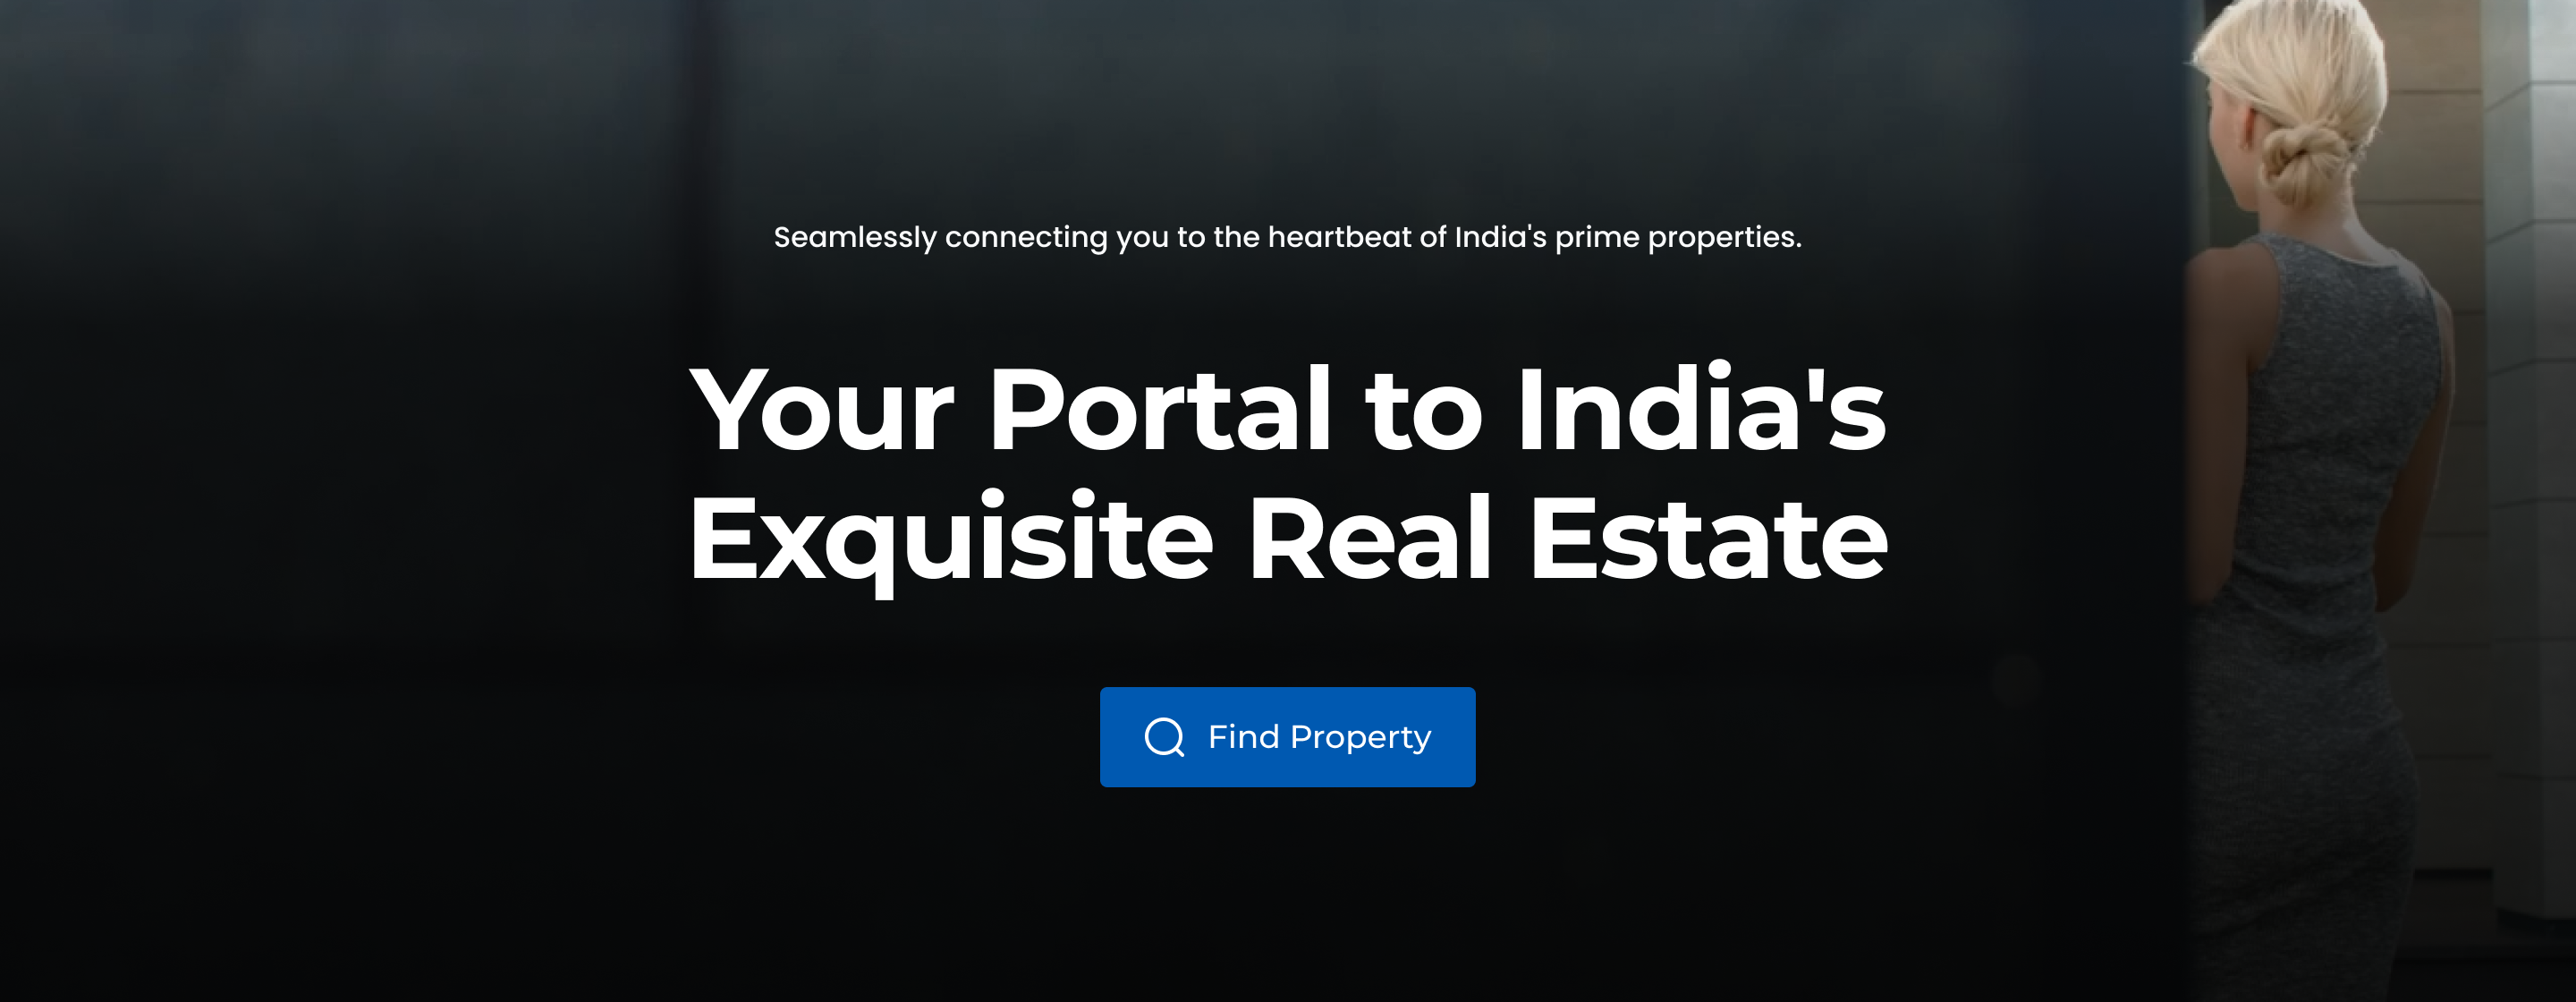 Seamlessly connecting you to the heartbeat of India's prime properties.
Your Portal to India's
Exquisite Real Estate
Find Property